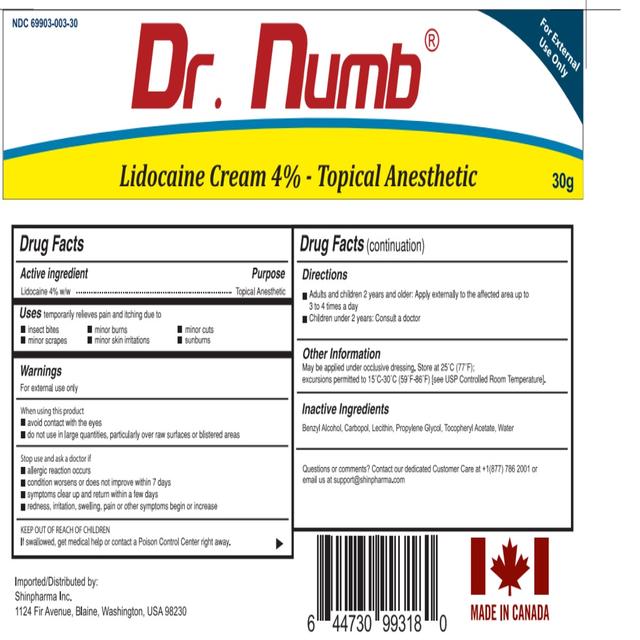 NDC 69903-003-30
Dr. Numb®
For External
Use Only
Lidocaine Cream 4% - Topical Anesthetic
30g
Drug Facts
Active ingredient Purpose
Lidocaine 4% w/w ........................................................ Topical Anesthetic
Uses temporarily relieves pain and itching due to
■ insect bites ■ minor burns ■ minor cuts
■ minor scrapes ■ minor skin irritations ■ sunburns
Warnings
For external use only
When using this product
■ avoid contact with the eyes
■ do not use in large quantities, particularly over raw surfaces or blistered areas
Stop use and ask a doctor if
■ allergic reaction occurs
■ condition worsens or does not improve within 7 days
■ symptoms clear up and return within a few days
■ redness, irritation, swelling, pain or other symptoms begin or increase
KEEP OUT OF REACH OF CHILDREN
If swallowed, get medical help or contact a Poison Control Center right away.
Drug Facts (continuation)
Directions
■ Adults and children 2 years and older: Apply externally to the affected area up to
3 to 4 times a day
■ Children under 2 years: Consult a doctor
Other Information
May be applied under occlusive dressing. Store at 25˚C (77˚F);
excursions permitted to 15˚C-30˚C (59˚F-86˚F) [see USP Controlled Room Temperature].
Inactive Ingredients
Benzyl Alcohol, Carbopol, Lecithin, Propylene Glycol, Tocopheryl Acetate, Water
Questions or comments? Contact our dedicated Customer Care at +1(877) 786 2001 or
email us at support@shinpharma.com
Imported/Distributed by:
Shinpharma Inc.
1124 Fir Avenue, Blaine, Washington, USA 98230
6 44730 99318 0
MADE IN CANADA